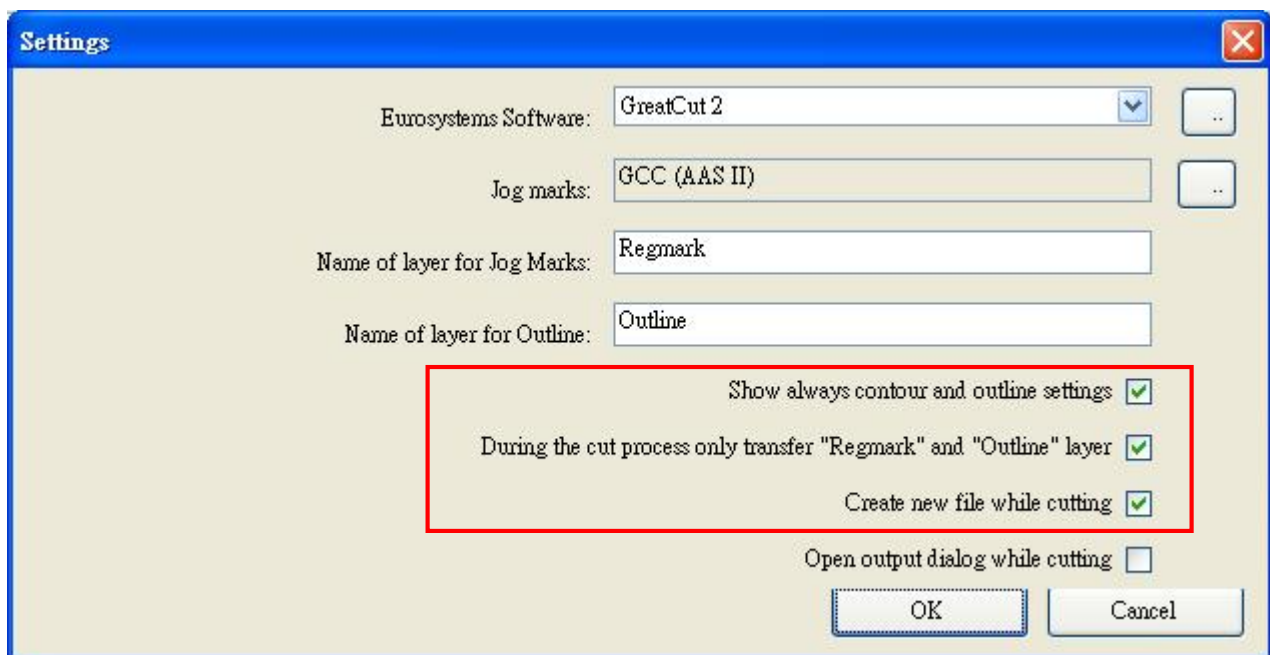 Settings
Eurosystems Software: GreatCut 2 ..
Jog marks: GCC (AAS II) ..
Name of layer for Jog Marks: Regmark
Name of layer for Outline: Outline
Show always contour and outline settings
During the cut process only transfer "Regmark" and "Outline" layer
Create new file while cutting
Open output dialog while cutting
OK Cancel